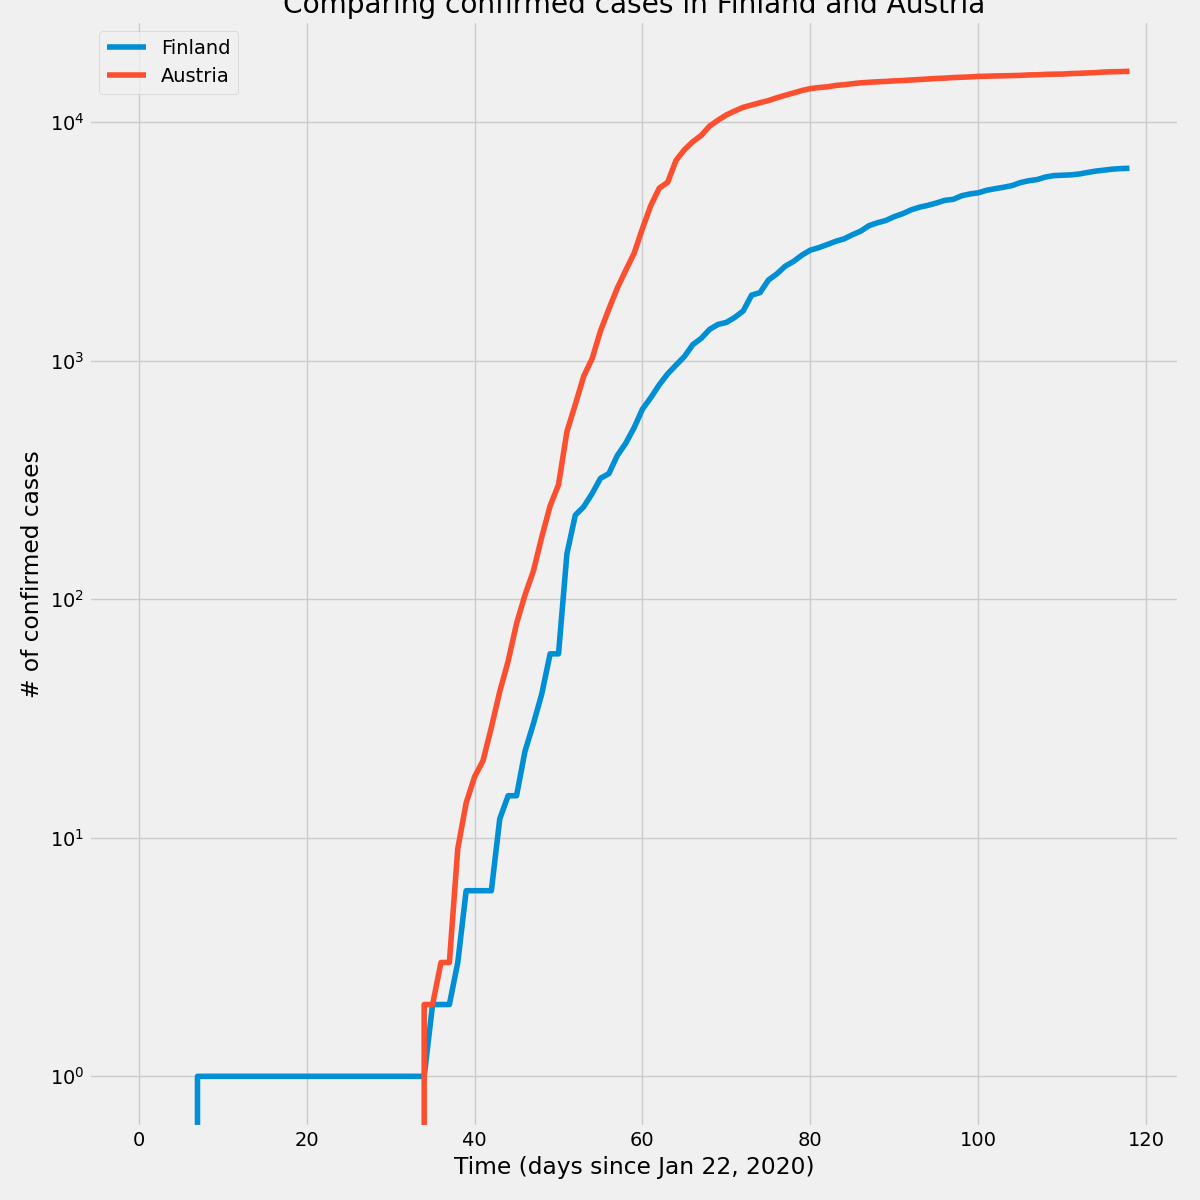 Comparing confirmed cases in Finland and Austria
Finland
Austria
10⁴
10³
10²
10¹
10⁰
# of confirmed cases
0 20 40 60 80 100 120
Time (days since Jan 22, 2020)